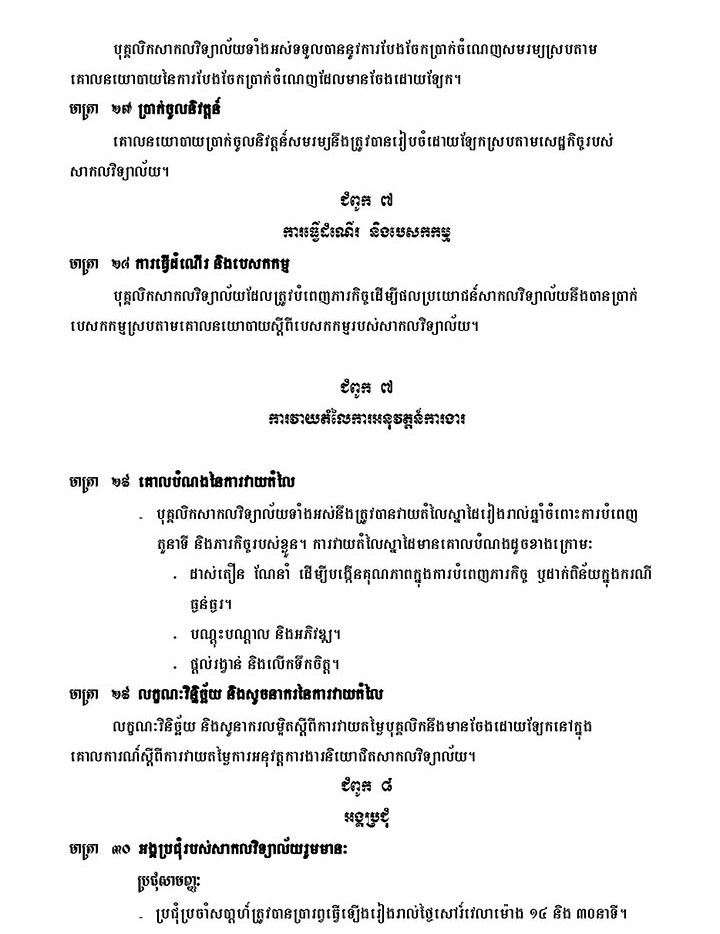 បុគ្គលិកសាកលវិទ្យាល័យទាំងអស់ទទួលបាននូវការបែងចែកប្រាក់ចំណេញសមរម្យស្របតាម
គោលនយោបាយនៃការបែងចែកប្រាក់ចំណេញដែលមានចែងដោយឡែក។
មាត្រា ២៧ ប្រាក់ចូលនិវត្តន៍
គោលនយោបាយប្រាក់ចូលនិវត្តន៍សមរម្យនឹងត្រូវបានរៀបចំដោយឡែកស្របតាមសេដ្ឋកិច្ចរបស់
សាកលវិទ្យាល័យ។
ជំពូក ៧
ការធ្វើដំណើរ និងបេសកកម្ម
មាត្រា ២៨ ការធ្វើដំណើរ និងបេសកកម្ម
បុគ្គលិកសាកលវិទ្យាល័យដែលត្រូវបំពេញភារកិច្ចដើម្បីផលប្រយោជន៍សាកលវិទ្យាល័យនឹងបានប្រាក់
បេសកកម្មស្របតាមគោលនយោបាយស្តីពីបេសកកម្មរបស់សាកលវិទ្យាល័យ។
ជំពូក ៧
ការវាយតំលៃការអនុវត្តន៍ការងារ
មាត្រា ២៩ គោលបំណងនៃការវាយតំលៃ
- បុគ្គលិកសាកលវិទ្យាល័យទាំងអស់នឹងត្រូវបានវាយតំលៃស្នាដៃរៀងរាល់ឆ្នាំចំពោះការបំពេញ
តួនាទី និងភារកិច្ចរបស់ខ្លួន។ ការវាយតំលៃស្នាដៃមានគោលបំណងដូចខាងក្រោម:
• ដាស់តឿន ណែនាំ ដើម្បីបង្កើនគុណភាពក្នុងការបំពេញភារកិច្ច ឬដាក់ពិន័យក្នុងករណី
ធ្ងន់ធ្ងរ។
• បណ្តុះបណ្តាល និងអភិវឌ្ឍ។
• ផ្តល់រង្វាន់ និងលើកទឹកចិត្ត។
មាត្រា ២៩ លក្ខណៈវិនិច្ឆ័យ និងសូចនាករនៃការវាយតំលៃ
លក្ខណៈវិនិច្ឆ័យ និងសូនាករលម្អិតស្តីពីការវាយតម្លៃបុគ្គលិកនឹងមានចែងដោយឡែកនៅក្នុង
គោលការណ៍ស្តីពីការវាយតម្លៃការអនុវត្តការងារនិយោជិតសាកលវិទ្យាល័យ។
ជំពូក ៨
អង្គប្រជុំ
មាត្រា ៣០ អង្គប្រជុំរបស់សាកលវិទ្យាល័យរួមមាន:
ប្រជុំសាមញ្ញ:
- ប្រជុំប្រចាំសប្តាហ៍ត្រូវបានប្រារព្វធ្វើឡើងរៀងរាល់ថ្ងៃសៅរ៍វេលាម៉ោង ១៤ និង ៣០នាទី។